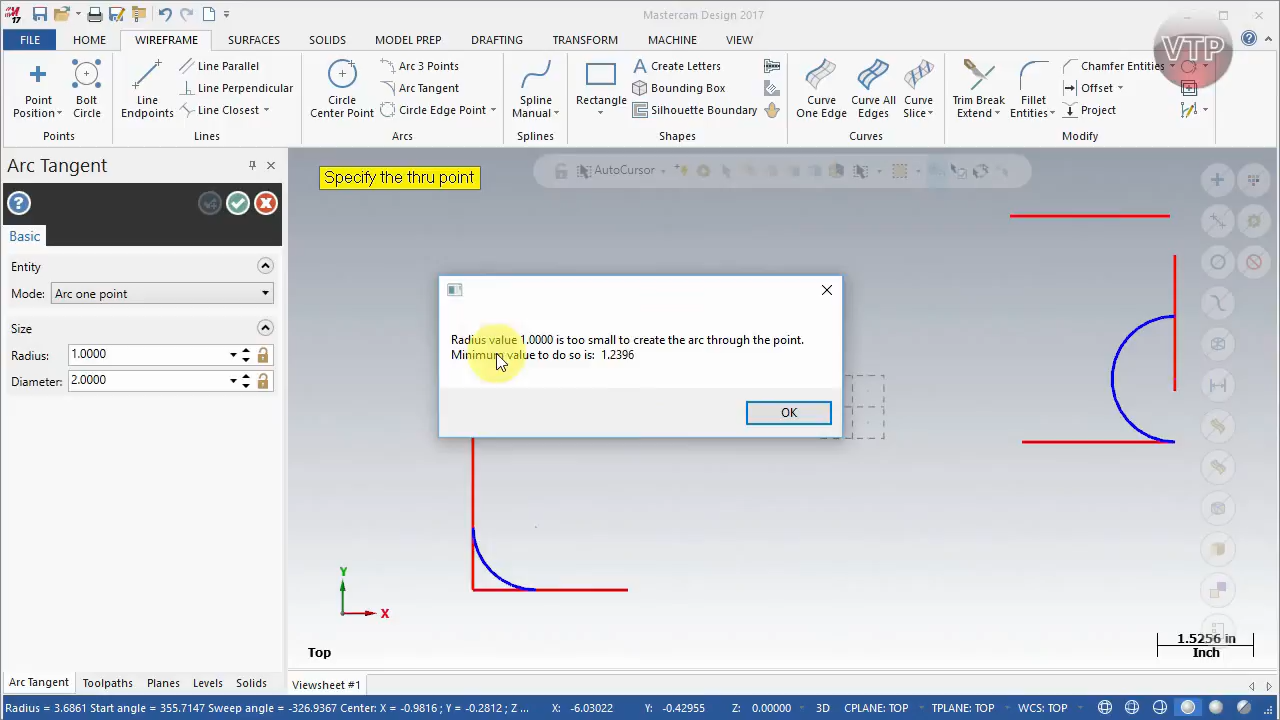 Mastercam Design 2017
FILE HOME WIREFRAME SURFACES SOLIDS MODEL PREP DRAFTING TRANSFORM MACHINE VIEW
VTP
Point Position
Bolt Circle
Points
Line Endpoints
Line Parallel
Line Perpendicular
Line Closest
Lines
Circle Center Point
Arc 3 Points
Arc Tangent
Circle Edge Point
Arcs
Spline Manual
Splines
Rectangle
Create Letters
Bounding Box
Silhouette Boundary
Shapes
Curve One Edge
Curve All Edges
Curve Slice
Curves
Trim Break Extend
Fillet Entities
Chamfer Entities
Offset
Project
Modify
Arc Tangent
Basic
Entity
Mode: Arc one point
Size
Radius: 1.0000
Diameter: 2.0000
Specify the thru point
AutoCursor
Radius value 1.0000 is too small to create the arc through the point.
Minimum value to do so is: 1.2396
OK
Y
X
Top
1.5256 in
Inch
Arc Tangent Toolpaths Planes Levels Solids
Viewsheet #1
Radius = 3.6861 Start angle = 355.7147 Sweep angle = -326.9367 Center: X = -0.9816, Y = -0.2812, Z ... X: -6.03022 Y: -0.42955 Z: 0.00000 3D CPLANE: TOP TPLANE: TOP WCS: TOP